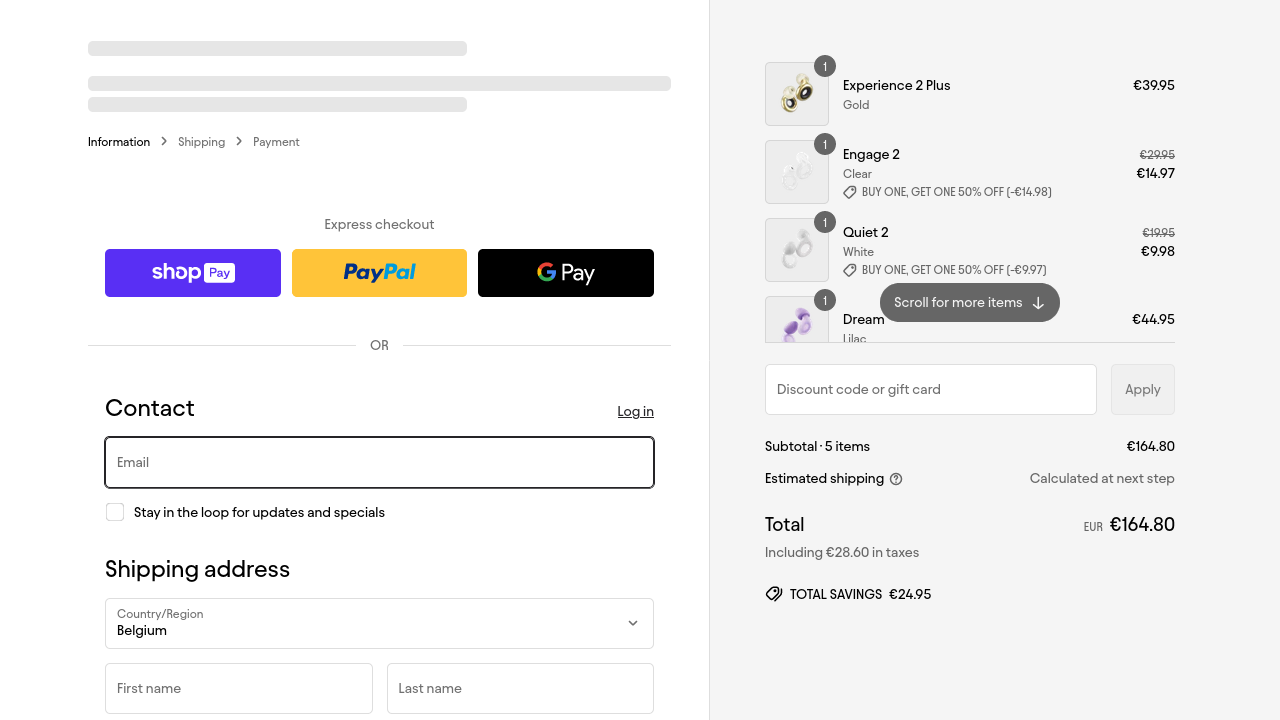 Information
Shipping
Payment
Express checkout
shop Pay
PayPal
G Pay
OR
Contact
Log in
Email
Stay in the loop for updates and specials
Shipping address
Country/Region
Belgium
First name
Last name
1
Experience 2 Plus
€39.95
Gold
1
Engage 2
€29.95
Clear
€14.97
BUY ONE, GET ONE 50% OFF (-€14.98)
1
Quiet 2
€19.95
White
€9.98
BUY ONE, GET ONE 50% OFF (-€9.97)
1
Scroll for more items
Dream
€44.95
Lilac
Discount code or gift card
Apply
Subtotal · 5 items
€164.80
Estimated shipping
Calculated at next step
Total
EUR €164.80
Including €28.60 in taxes
TOTAL SAVINGS €24.95